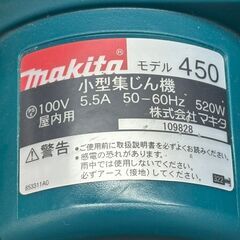 makita モデル 450
小型集じん機
100V 5.5A 50-60Hz 520W
屋内用 株式会社マキタ
109828
警告
・ご使用前に取扱説明書を必ずよくお読みください。
・感電の恐れがあります。雨中では使用しないでください。
必ずアース(接地)してください。
853311A0